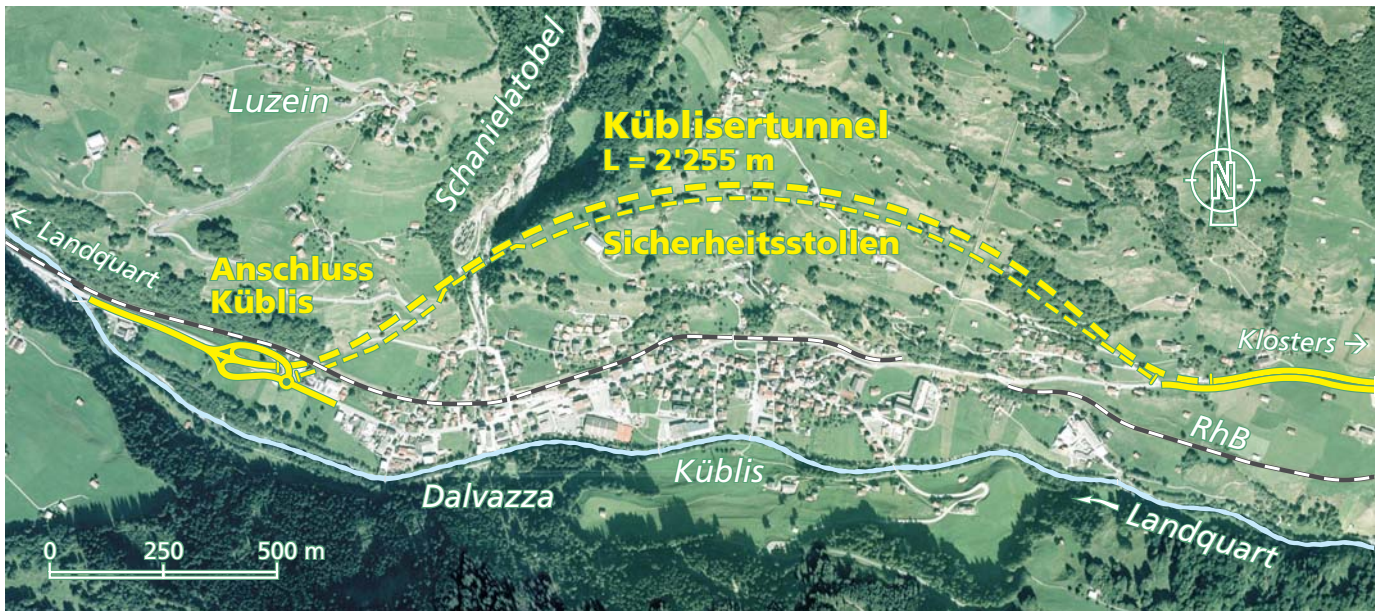 Luzein
Schanielatobel
Küblisertunnel
L = 2'255 m
N
← Landquart
Sicherheitsstollen
Anschluss
Küblis
Klosters →
RhB
Küblis
Dalvazza
Landquart
0 250 500 m